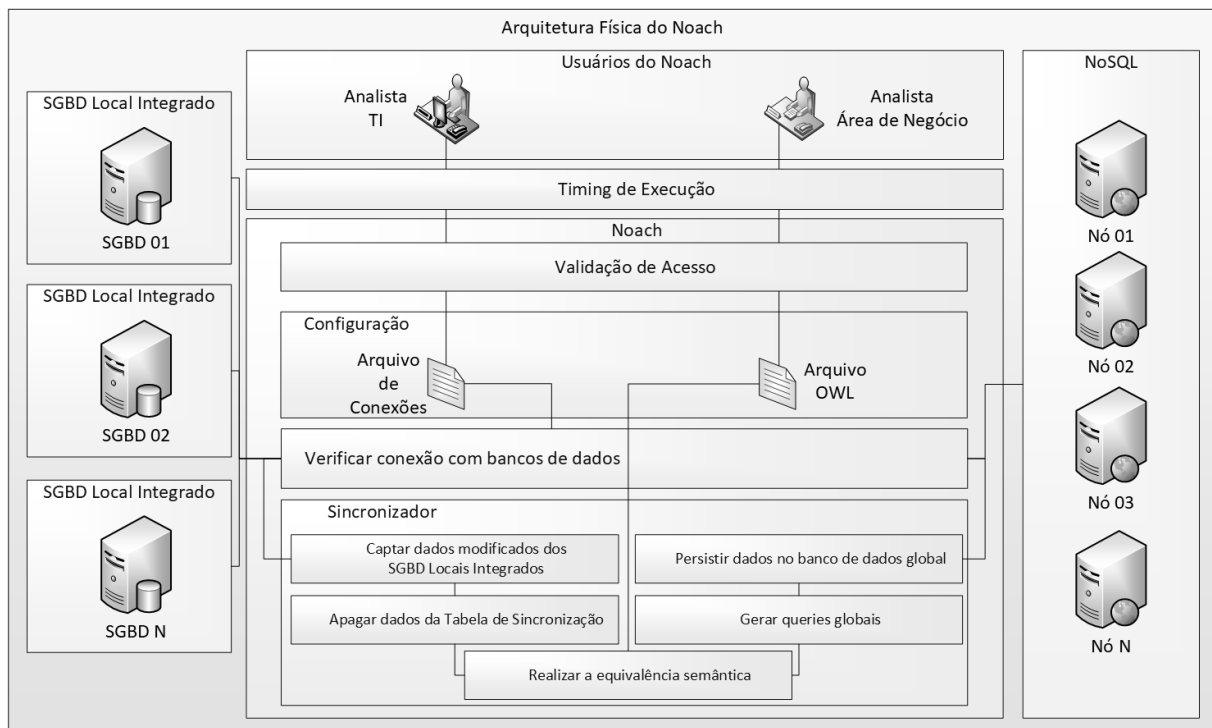 Arquitetura Física do Noach
SGBD Local Integrado
SGBD 01
SGBD Local Integrado
SGBD 02
SGBD Local Integrado
SGBD N
Usuários do Noach
Analista
TI
Analista
Área de Negócio
Timing de Execução
Noach
Validação de Acesso
Configuração
Arquivo
de
Conexões
Arquivo
OWL
Verificar conexão com bancos de dados
Sincronizador
Captar dados modificados dos
SGBD Locais Integrados
Persistir dados no banco de dados global
Apagar dados da Tabela de Sincronização
Gerar queries globais
Realizar a equivalência semântica
NoSQL
Nó 01
Nó 02
Nó 03
Nó N